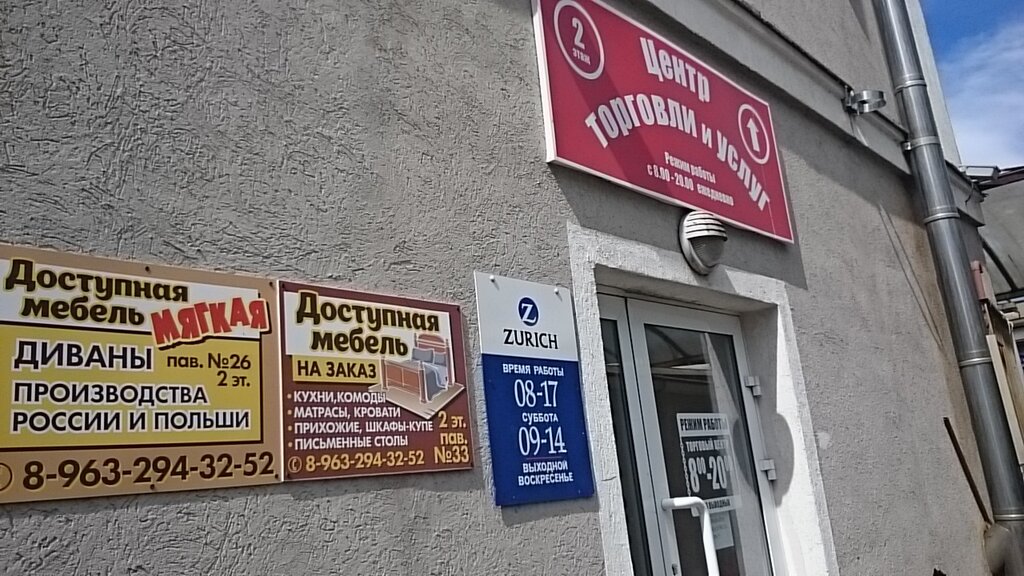 2
этаж
Центр
торговли и услуг
Режим работы
с 8.00 - 20.00 ежедневно
Доступная
мебель
МЯГКАЯ
ДИВАНЫ
пав. №26
2 эт.
ПРОИЗВОДСТВА
РОССИИ И ПОЛЬШИ
8-963-294-32-52
Доступная
мебель
НА ЗАКАЗ
• КУХНИ,КОМОДЫ
• МАТРАСЫ, КРОВАТИ
• ПРИХОЖИЕ, ШКАФЫ-КУПЕ
• ПИСЬМЕННЫЕ СТОЛЫ
2 эт.
пав.
№33
8-963-294-32-52
Z
ZURICH
ВРЕМЯ РАБОТЫ
08-17
СУББОТА
09-14
ВЫХОДНОЙ
ВОСКРЕСЕНЬЕ
РЕЖИМ РАБОТЫ
ТОРГОВЫЙ
8⁰⁰-20⁰⁰